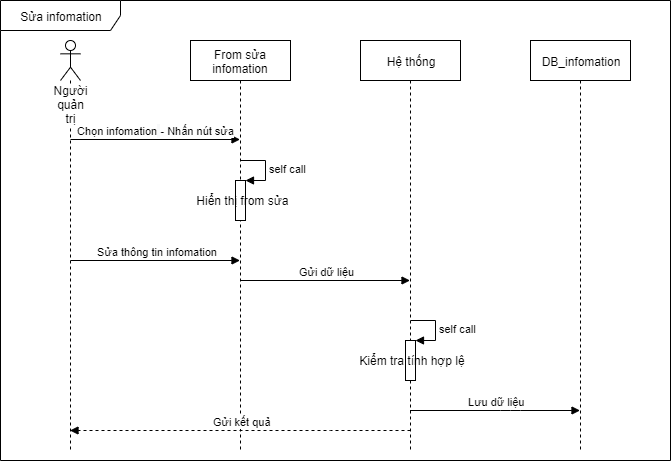 Sửa infomation
From sửa
infomation
Hệ thống
DB_infomation
Người
quản
trị
Chọn infomation - Nhấn nút sửa
self call
Hiển thị from sửa
Sửa thông tin infomation
Gửi dữ liệu
self call
Kiểm tra tính hợp lệ
Lưu dữ liệu
Gửi kết quả